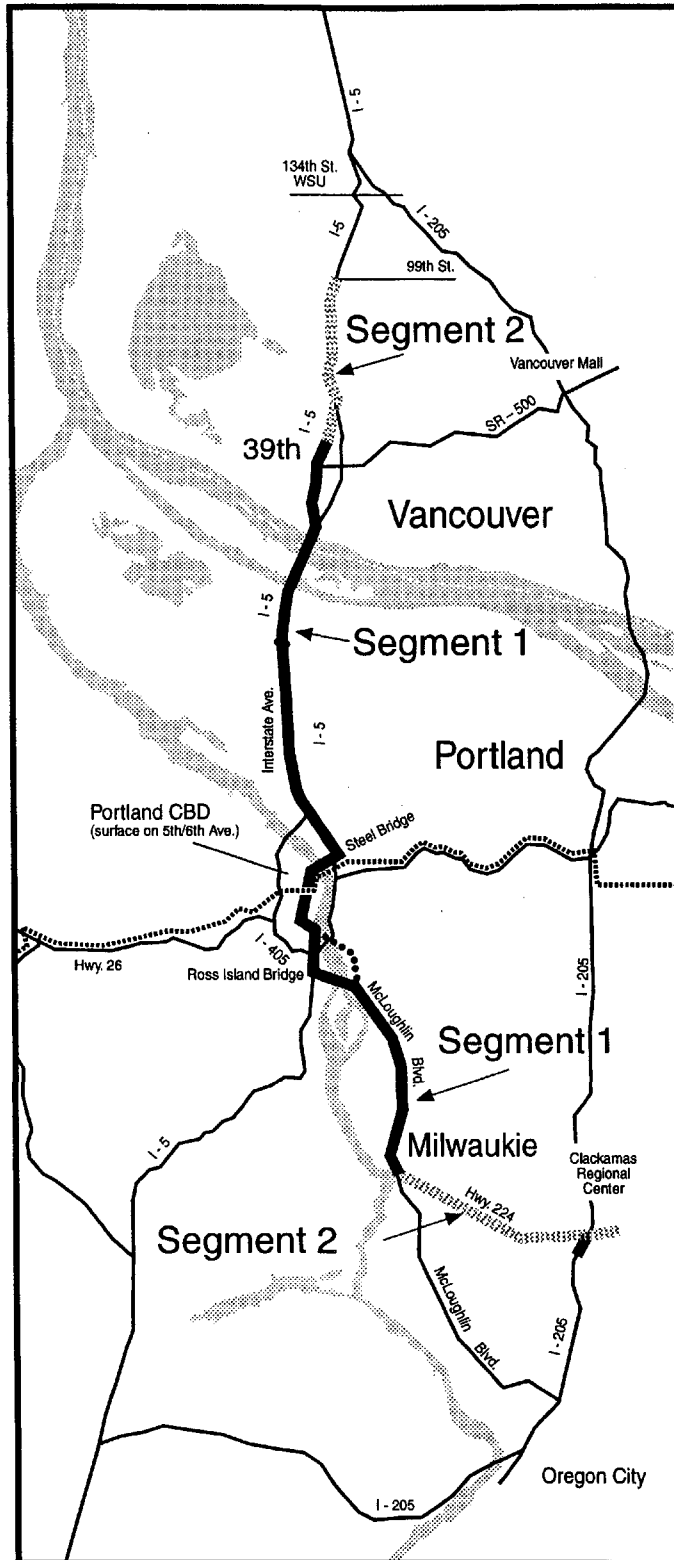 I - 5
134th St.
WSU
I - 205
I-5
99th St.
Segment 2
Vancouver Mall
I - 5
SR - 500
39th
Vancouver
I - 5
Segment 1
Interstate Ave.
I - 5
Portland
Portland CBD
(surface on 5th/6th Ave.)
Steel Bridge
I - 405
Hwy. 26
Ross Island Bridge
I - 205
McLoughlin
Blvd.
Segment 1
I - 5
Milwaukie
Clackamas
Regional
Center
Hwy. 224
Segment 2
McLoughlin
Blvd.
I - 205
Oregon City
I - 205